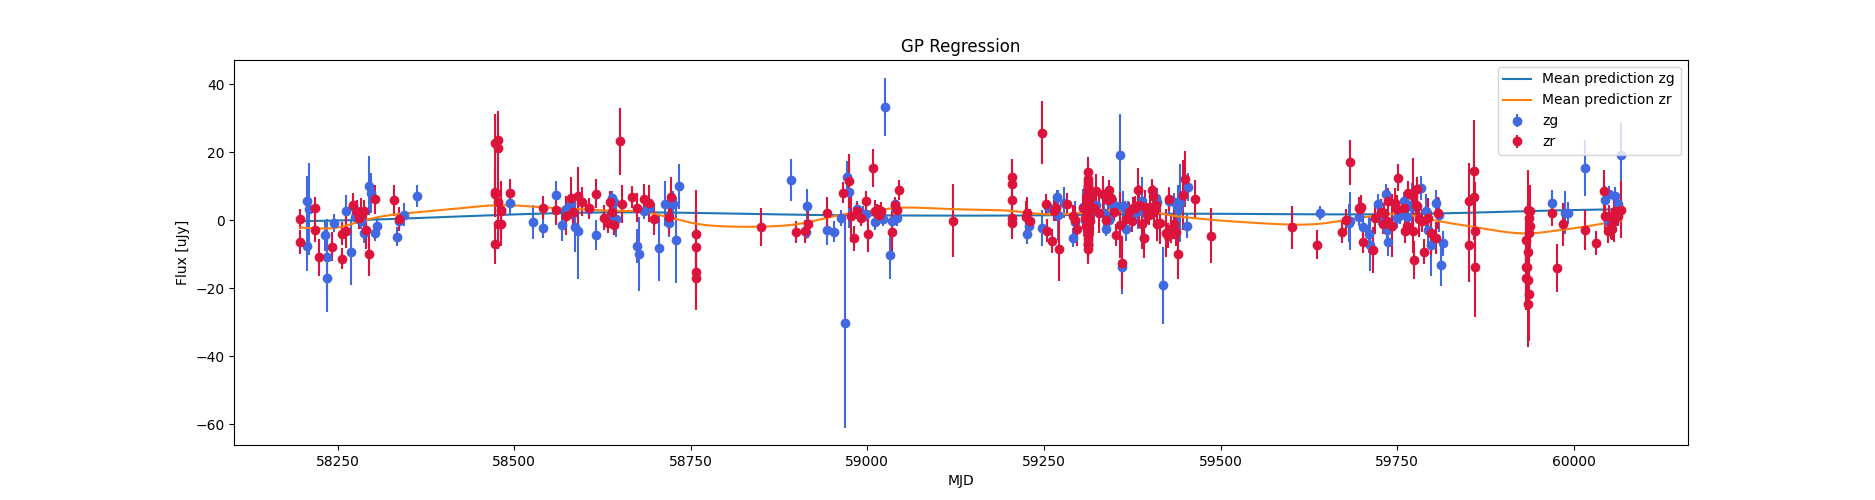 GP Regression
Mean prediction zg
Mean prediction zr
zg
zr
Flux [uJy]
40
20
0
−20
−40
−60
58250 58500 58750 59000 59250 59500 59750 60000
MJD